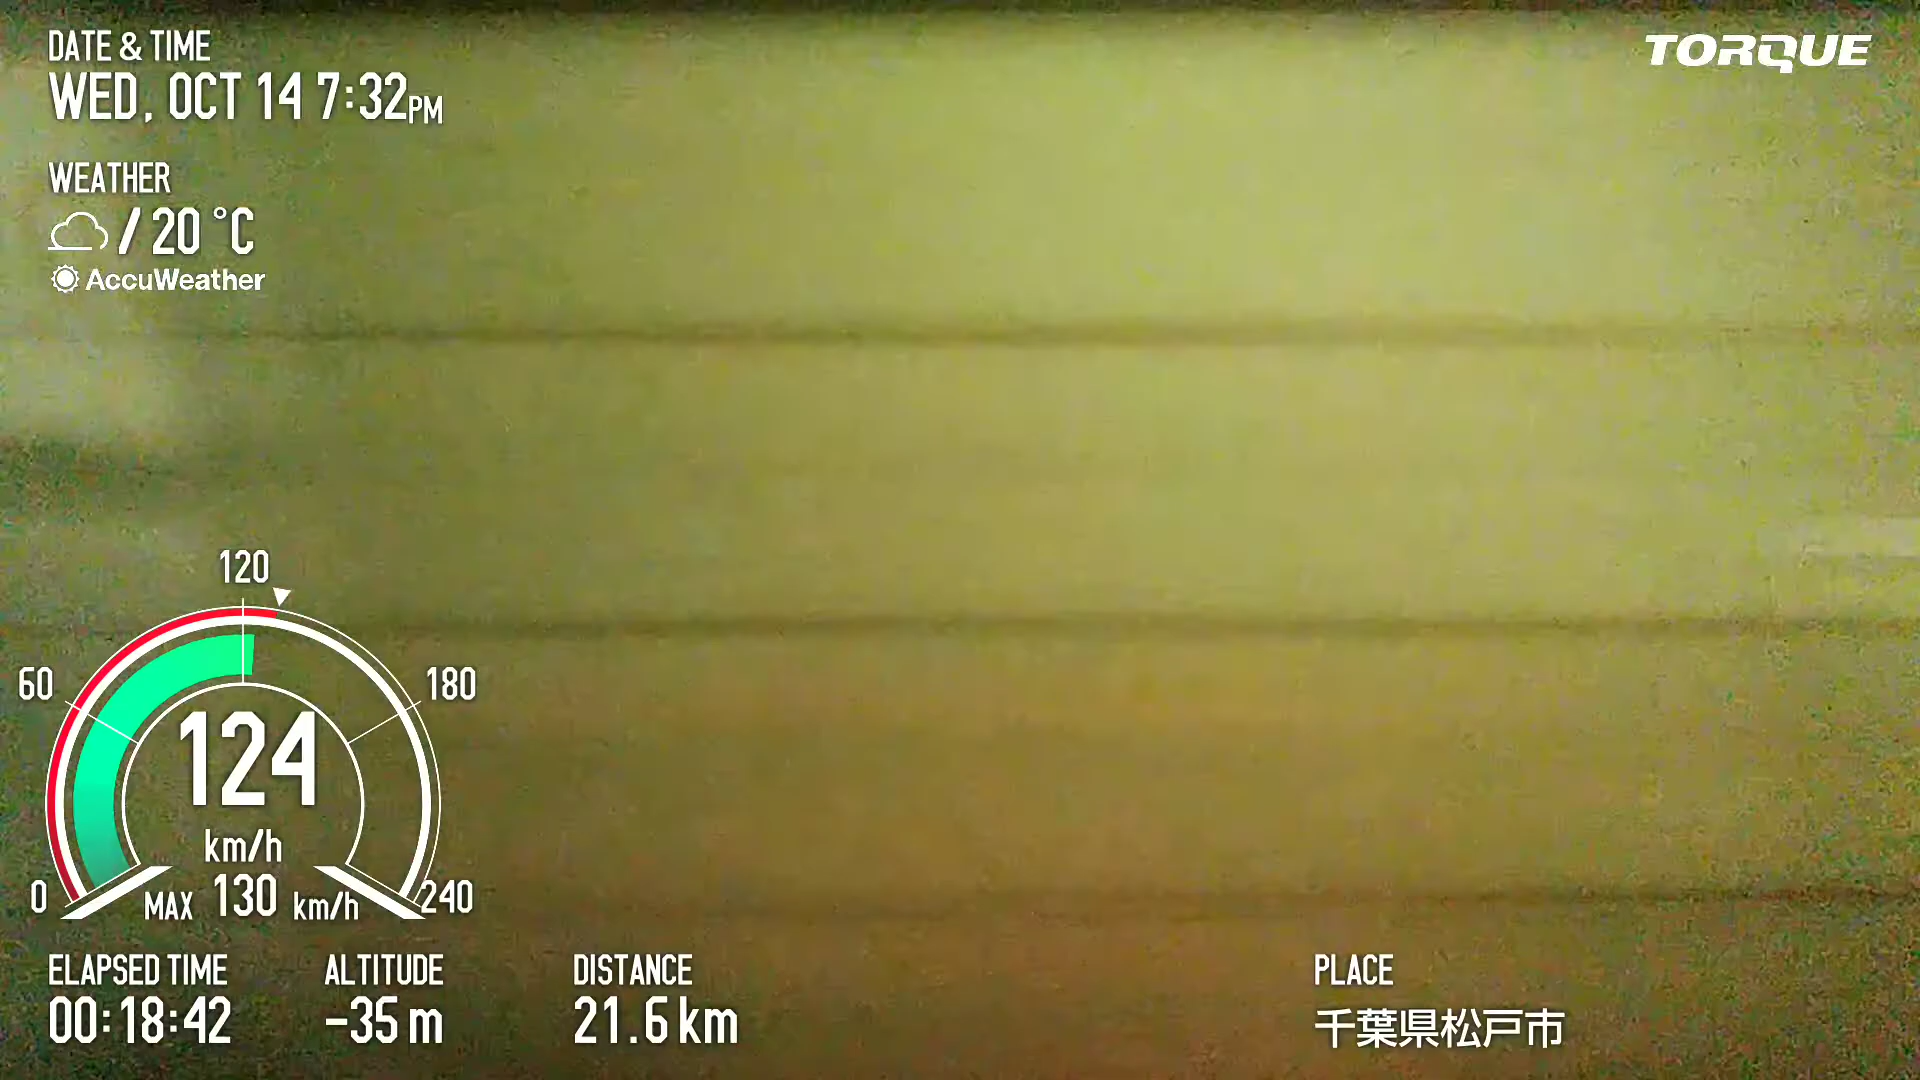 DATE & TIME
WED, OCT 14 7:32PM
TORQUE
WEATHER
/ 20 °C
AccuWeather
120
60
180
124
km/h
0
MAX 130 km/h
240
ELAPSED TIME
00:18:42
ALTITUDE
-35 m
DISTANCE
21.6 km
PLACE
千葉県松戸市